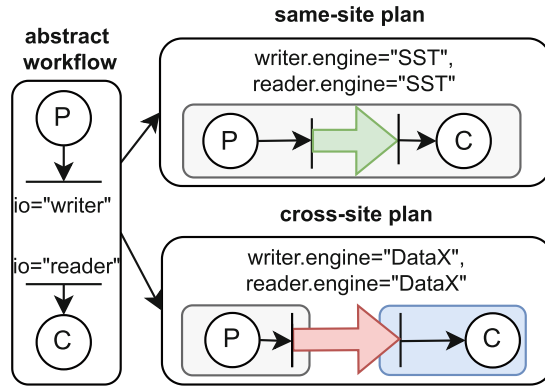 abstract
workflow
P
io="writer"
io="reader"
C
same-site plan
writer.engine="SST",
reader.engine="SST"
P
C
cross-site plan
writer.engine="DataX",
reader.engine="DataX"
P
C